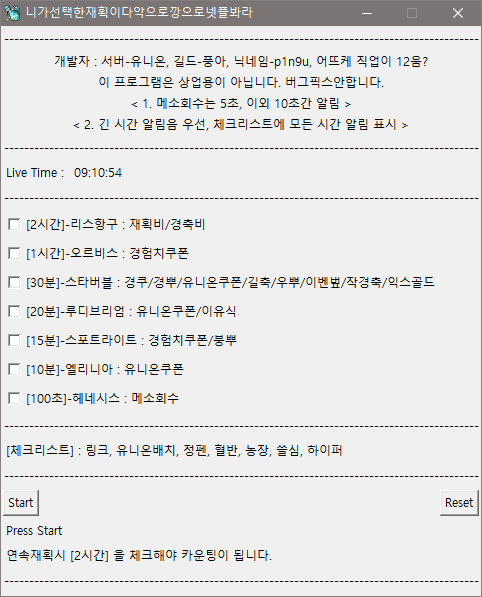 니가선택한재획이다악으로깡으로넷플봐라
개발자 : 서버-유니온, 길드-풍아, 닉네임-p1n9u, 어뜨케 직업이 12움?
이 프로그램은 상업용이 아닙니다. 버그픽스안합니다.
< 1. 메소회수는 5초, 이외 10초간 알림 >
< 2. 긴 시간 알림음 우선, 체크리스트에 모든 시간 알림 표시 >
Live Time : 09:10:54
[2시간]-리스항구 : 재획비/경축비
[1시간]-오르비스 : 경험치쿠폰
[30분]-스타버블 : 경쿠/경뿌/유니온쿠폰/길축/우뿌/이벤벞/작경축/익스골드
[20분]-루디브리엄 : 유니온쿠폰/이유식
[15분]-스포트라이트 : 경험치쿠폰/붕뿌
[10분]-엘리니아 : 유니온쿠폰
[100초]-헤네시스 : 메소회수
[체크리스트] : 링크, 유니온배치, 정펜, 혈반, 농장, 쓸심, 하이퍼
Start
Reset
Press Start
연속재획시 [2시간] 을 체크해야 카운팅이 됩니다.